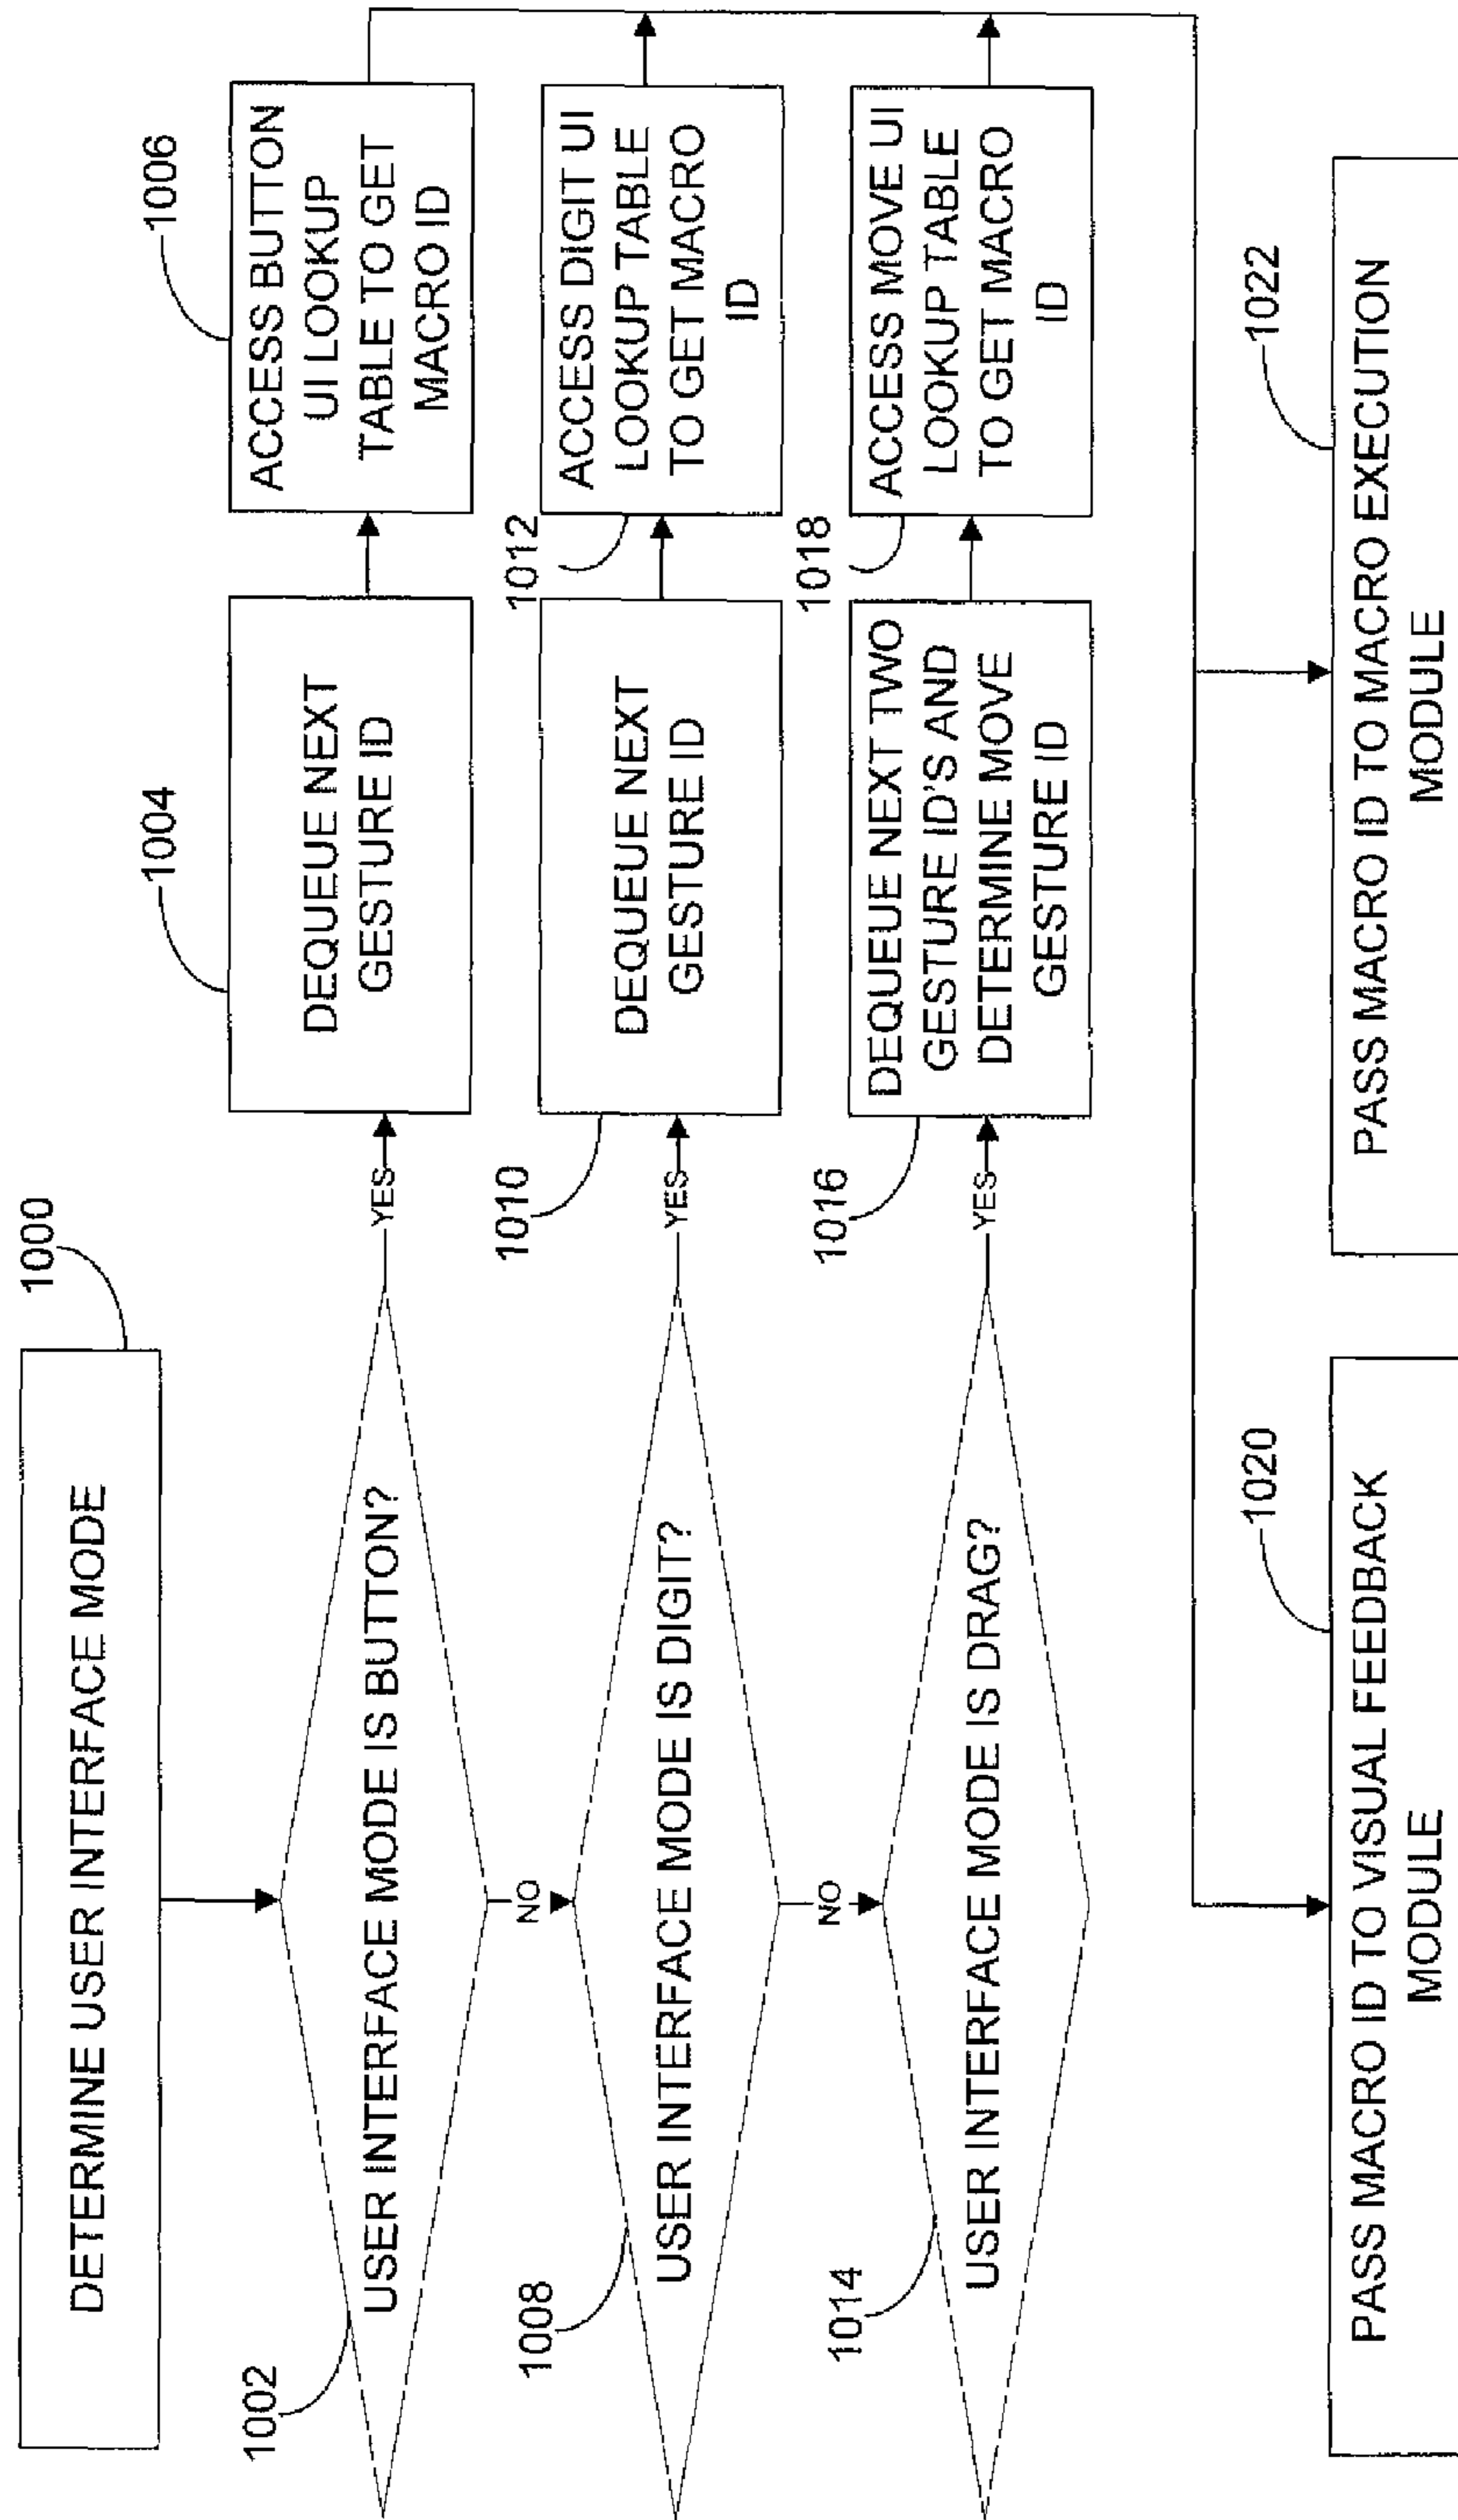 1000
DETERMINE USER INTERFACE MODE
1002
USER INTERFACE MODE IS BUTTON?
YES
1004
DEQUEUE NEXT
GESTURE ID
1006
ACCESS BUTTON
UI LOOKUP
TABLE TO GET
MACRO ID
NO
1008
USER INTERFACE MODE IS DIGIT?
YES
1010
DEQUEUE NEXT
GESTURE ID
1012
ACCESS DIGIT UI
LOOKUP TABLE
TO GET MACRO
ID
NO
1014
USER INTERFACE MODE IS DRAG?
YES
1016
DEQUEUE NEXT TWO
GESTURE ID'S AND
DETERMINE MOVE
GESTURE ID
1018
ACCESS MOVE UI
LOOKUP TABLE
TO GET MACRO
ID
1020
PASS MACRO ID TO VISUAL FEEDBACK
MODULE
1022
PASS MACRO ID TO MACRO EXECUTION
MODULE